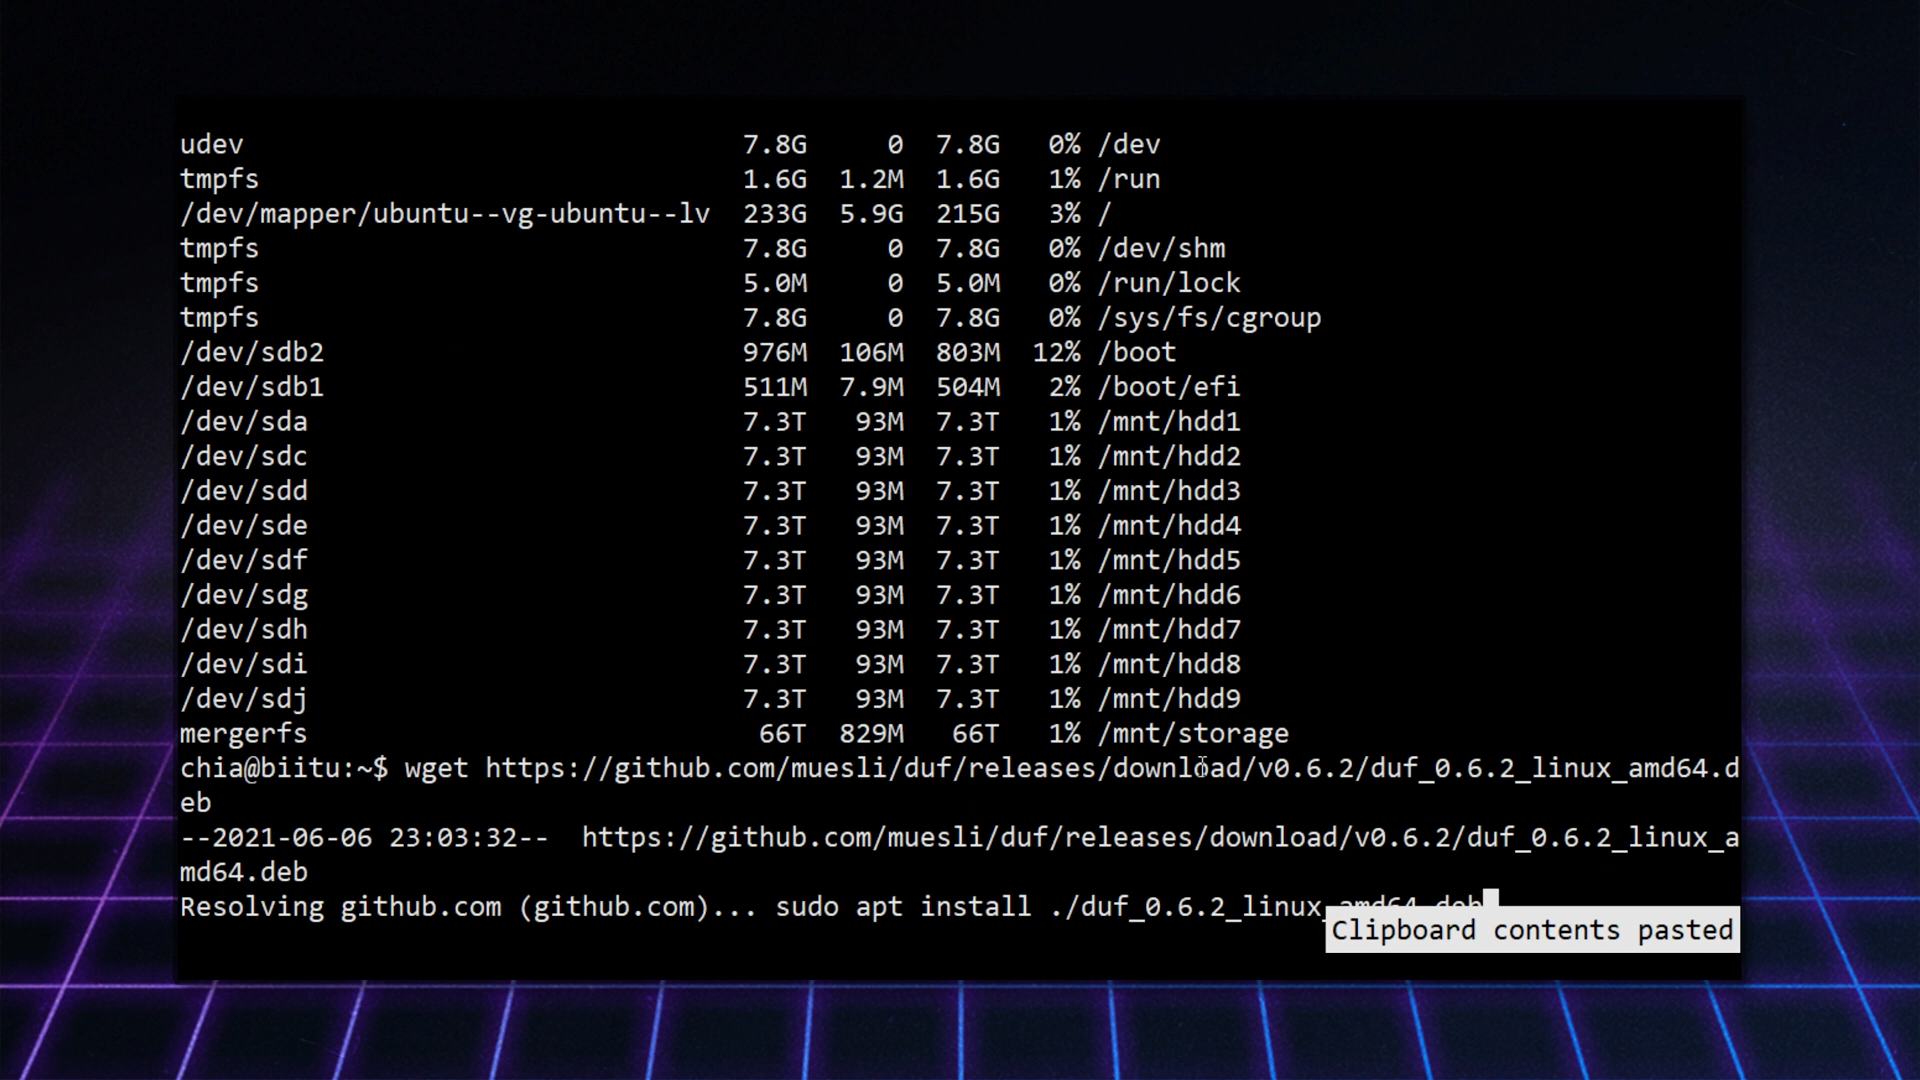 udev 7.8G 0 7.8G 0% /dev
tmpfs 1.6G 1.2M 1.6G 1% /run
/dev/mapper/ubuntu--vg-ubuntu--lv 233G 5.9G 215G 3% /
tmpfs 7.8G 0 7.8G 0% /dev/shm
tmpfs 5.0M 0 5.0M 0% /run/lock
tmpfs 7.8G 0 7.8G 0% /sys/fs/cgroup
/dev/sdb2 976M 106M 803M 12% /boot
/dev/sdb1 511M 7.9M 504M 2% /boot/efi
/dev/sda 7.3T 93M 7.3T 1% /mnt/hdd1
/dev/sdc 7.3T 93M 7.3T 1% /mnt/hdd2
/dev/sdd 7.3T 93M 7.3T 1% /mnt/hdd3
/dev/sde 7.3T 93M 7.3T 1% /mnt/hdd4
/dev/sdf 7.3T 93M 7.3T 1% /mnt/hdd5
/dev/sdg 7.3T 93M 7.3T 1% /mnt/hdd6
/dev/sdh 7.3T 93M 7.3T 1% /mnt/hdd7
/dev/sdi 7.3T 93M 7.3T 1% /mnt/hdd8
/dev/sdj 7.3T 93M 7.3T 1% /mnt/hdd9
mergerfs 66T 829M 66T 1% /mnt/storage
chia@biitu:~$ wget https://github.com/muesli/duf/releases/download/v0.6.2/duf_0.6.2_linux_amd64.d
eb
--2021-06-06 23:03:32-- https://github.com/muesli/duf/releases/download/v0.6.2/duf_0.6.2_linux_a
md64.deb
Resolving github.com (github.com)... sudo apt install ./duf_0.6.2_linux_amd64.deb
Clipboard contents pasted